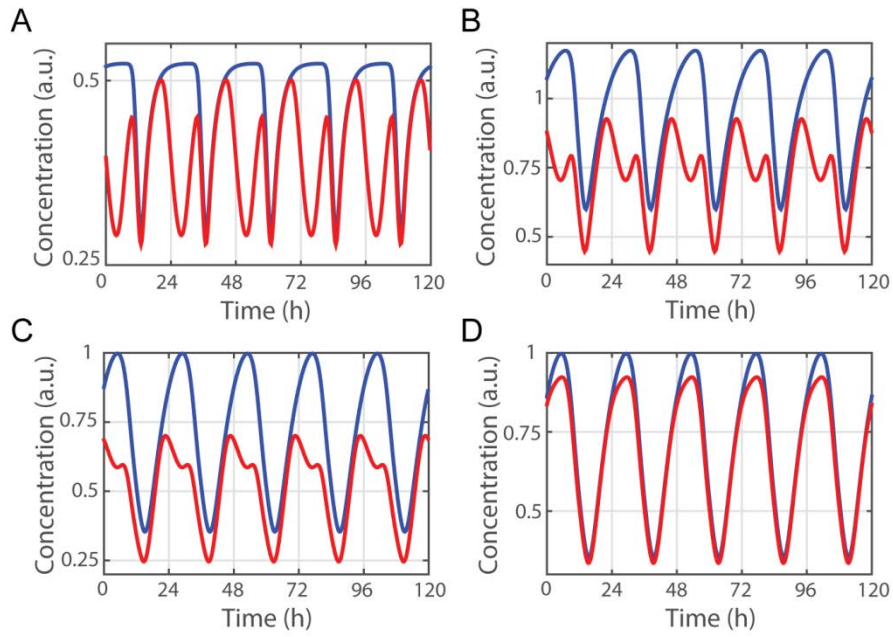 A
Concentration (a.u.)
0.5
0.25
0 24 48 72 96 120
Time (h)
B
Concentration (a.u.)
1
0.75
0.5
0 24 48 72 96 120
Time (h)
C
Concentration (a.u.)
1
0.75
0.5
0.25
0 24 48 72 96 120
Time (h)
D
Concentration (a.u.)
1
0.75
0.5
0 24 48 72 96 120
Time (h)